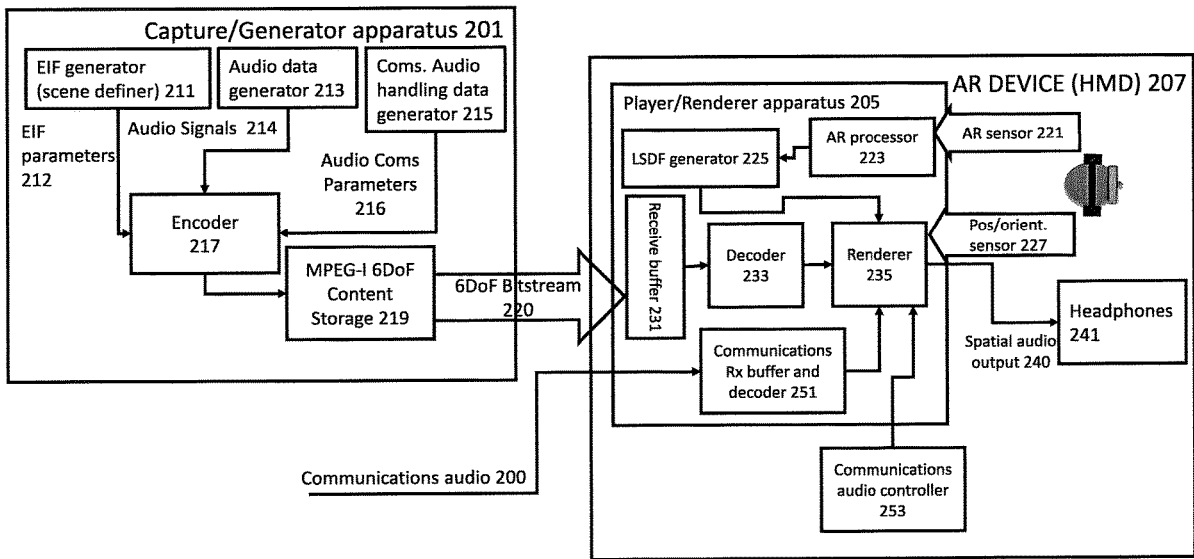 Capture/Generator apparatus 201
EIF generator
(scene definer) 211
Audio data
generator 213
Coms. Audio
handling data
generator 215
EIF
parameters
212
Audio Signals 214
Audio Coms
Parameters
216
Encoder
217
MPEG-I 6DoF
Content
Storage 219
6DoF Bitstream
220
AR DEVICE (HMD) 207
Player/Renderer apparatus 205
LSDF generator 225
AR processor
223
AR sensor 221
Receive buffer 231
Decoder
233
Renderer
235
Pos/orient.
sensor 227
Communications
Rx buffer and
decoder 251
Spatial audio
output 240
Headphones
241
Communications audio 200
Communications
audio controller
253